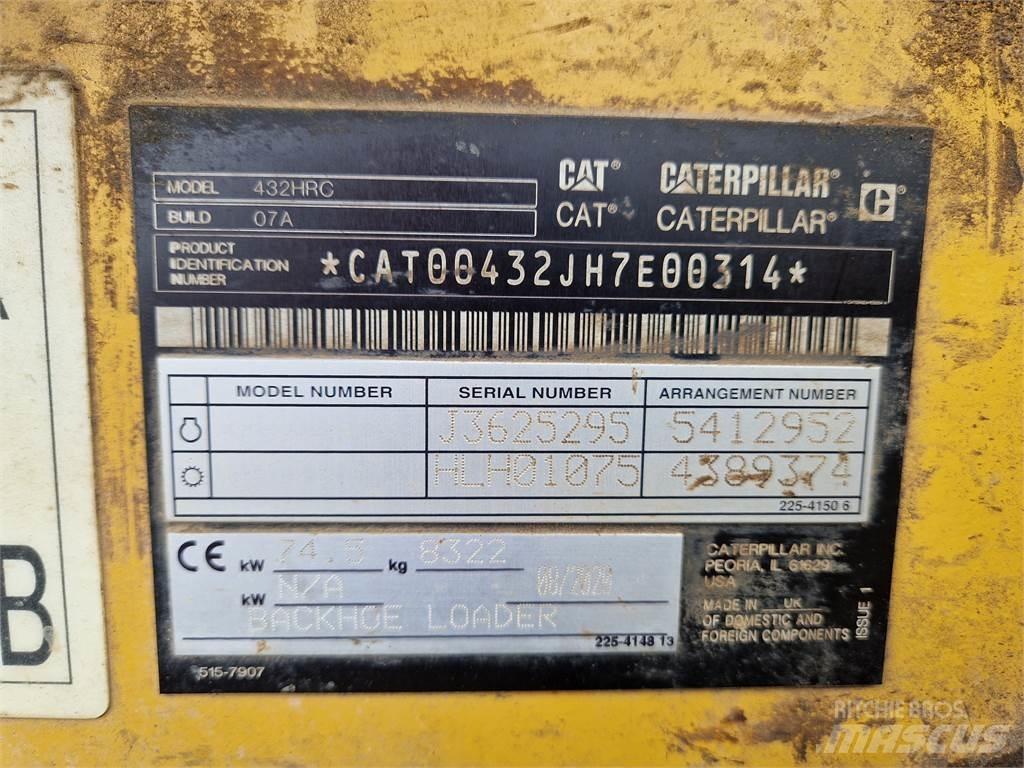 MODEL 432HRC
BUILD 07A
CAT® CATERPILLAR®
CAT® CATERPILLAR® C®
PRODUCT
IDENTIFICATION
NUMBER
*CAT00432JH7E00314*
MODEL NUMBER SERIAL NUMBER ARRANGEMENT NUMBER
J3625295 5412952
HLH01075 4389374
225-4150 6
CE kW 74.5 kg 8322
kW N/A
BACKHOE LOADER
225-4148 13
CATERPILLAR INC.
PEORIA, IL 61629
USA
MADE IN UK
OF DOMESTIC AND
FOREIGN COMPONENTS
ISSUE 1
515-7907
B
RITCHIE BROS.
MASCUS